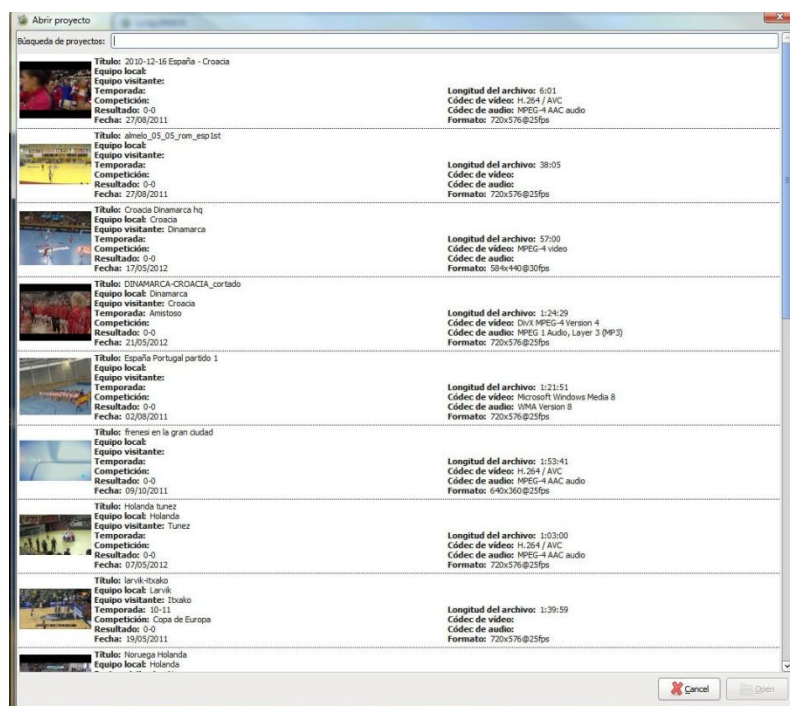 Abrir proyecto
Búsqueda de proyectos:
Título: 2010-12-16 España - Croacia
Equipo local:
Equipo visitante:
Temporada:
Competición:
Resultado: 0-0
Fecha: 27/08/2011
Longitud del archivo: 6:01
Códec de vídeo: H.264 / AVC
Códec de audio: MPEG-4 AAC audio
Formato: 720x576@25fps
Título: almelo_05_05_rom_esp1st
Equipo local:
Equipo visitante:
Temporada:
Competición:
Resultado: 0-0
Fecha: 27/08/2011
Longitud del archivo: 38:05
Códec de vídeo:
Códec de audio:
Formato: 720x576@25fps
Título: Croacia Dinamarca hq
Equipo local: Croacia
Equipo visitante: Dinamarca
Temporada:
Competición:
Resultado: 0-0
Fecha: 17/05/2012
Longitud del archivo: 57:00
Códec de vídeo: MPEG-4 video
Códec de audio:
Formato: 584x440@30fps
Título: DINAMARCA-CROACIA_cortado
Equipo local: Dinamarca
Equipo visitante: Croacia
Temporada: Amistoso
Competición:
Resultado: 0-0
Fecha: 21/05/2012
Longitud del archivo: 1:24:29
Códec de vídeo: DivX MPEG-4 Version 4
Códec de audio: MPEG 1 Audio, Layer 3 (MP3)
Formato: 720x576@25fps
Título: España Portugal partido 1
Equipo local:
Equipo visitante:
Temporada:
Competición:
Resultado: 0-0
Fecha: 02/08/2011
Longitud del archivo: 1:21:51
Códec de vídeo: Microsoft Windows Media 8
Códec de audio: WMA Version 8
Formato: 720x576@25fps
Título: frenesi en la gran ciudad
Equipo local:
Equipo visitante:
Temporada:
Competición:
Resultado: 0-0
Fecha: 09/10/2011
Longitud del archivo: 1:53:41
Códec de vídeo: H.264 / AVC
Códec de audio: MPEG-4 AAC audio
Formato: 640x360@25fps
Título: Holanda tunez
Equipo local: Holanda
Equipo visitante: Tunez
Temporada:
Competición:
Resultado: 0-0
Fecha: 07/05/2012
Longitud del archivo: 1:03:00
Códec de vídeo: H.264 / AVC
Códec de audio: MPEG-4 AAC audio
Formato: 720x576@25fps
Título: larvik-itxako
Equipo local: Larvik
Equipo visitante: Itxako
Temporada: 10-11
Competición: Copa de Europa
Resultado: 0-0
Fecha: 19/05/2011
Longitud del archivo: 1:39:59
Códec de vídeo:
Códec de audio:
Formato: 720x576@25fps
Título: Noruega Holanda
Equipo local: Holanda
Cancel
Open